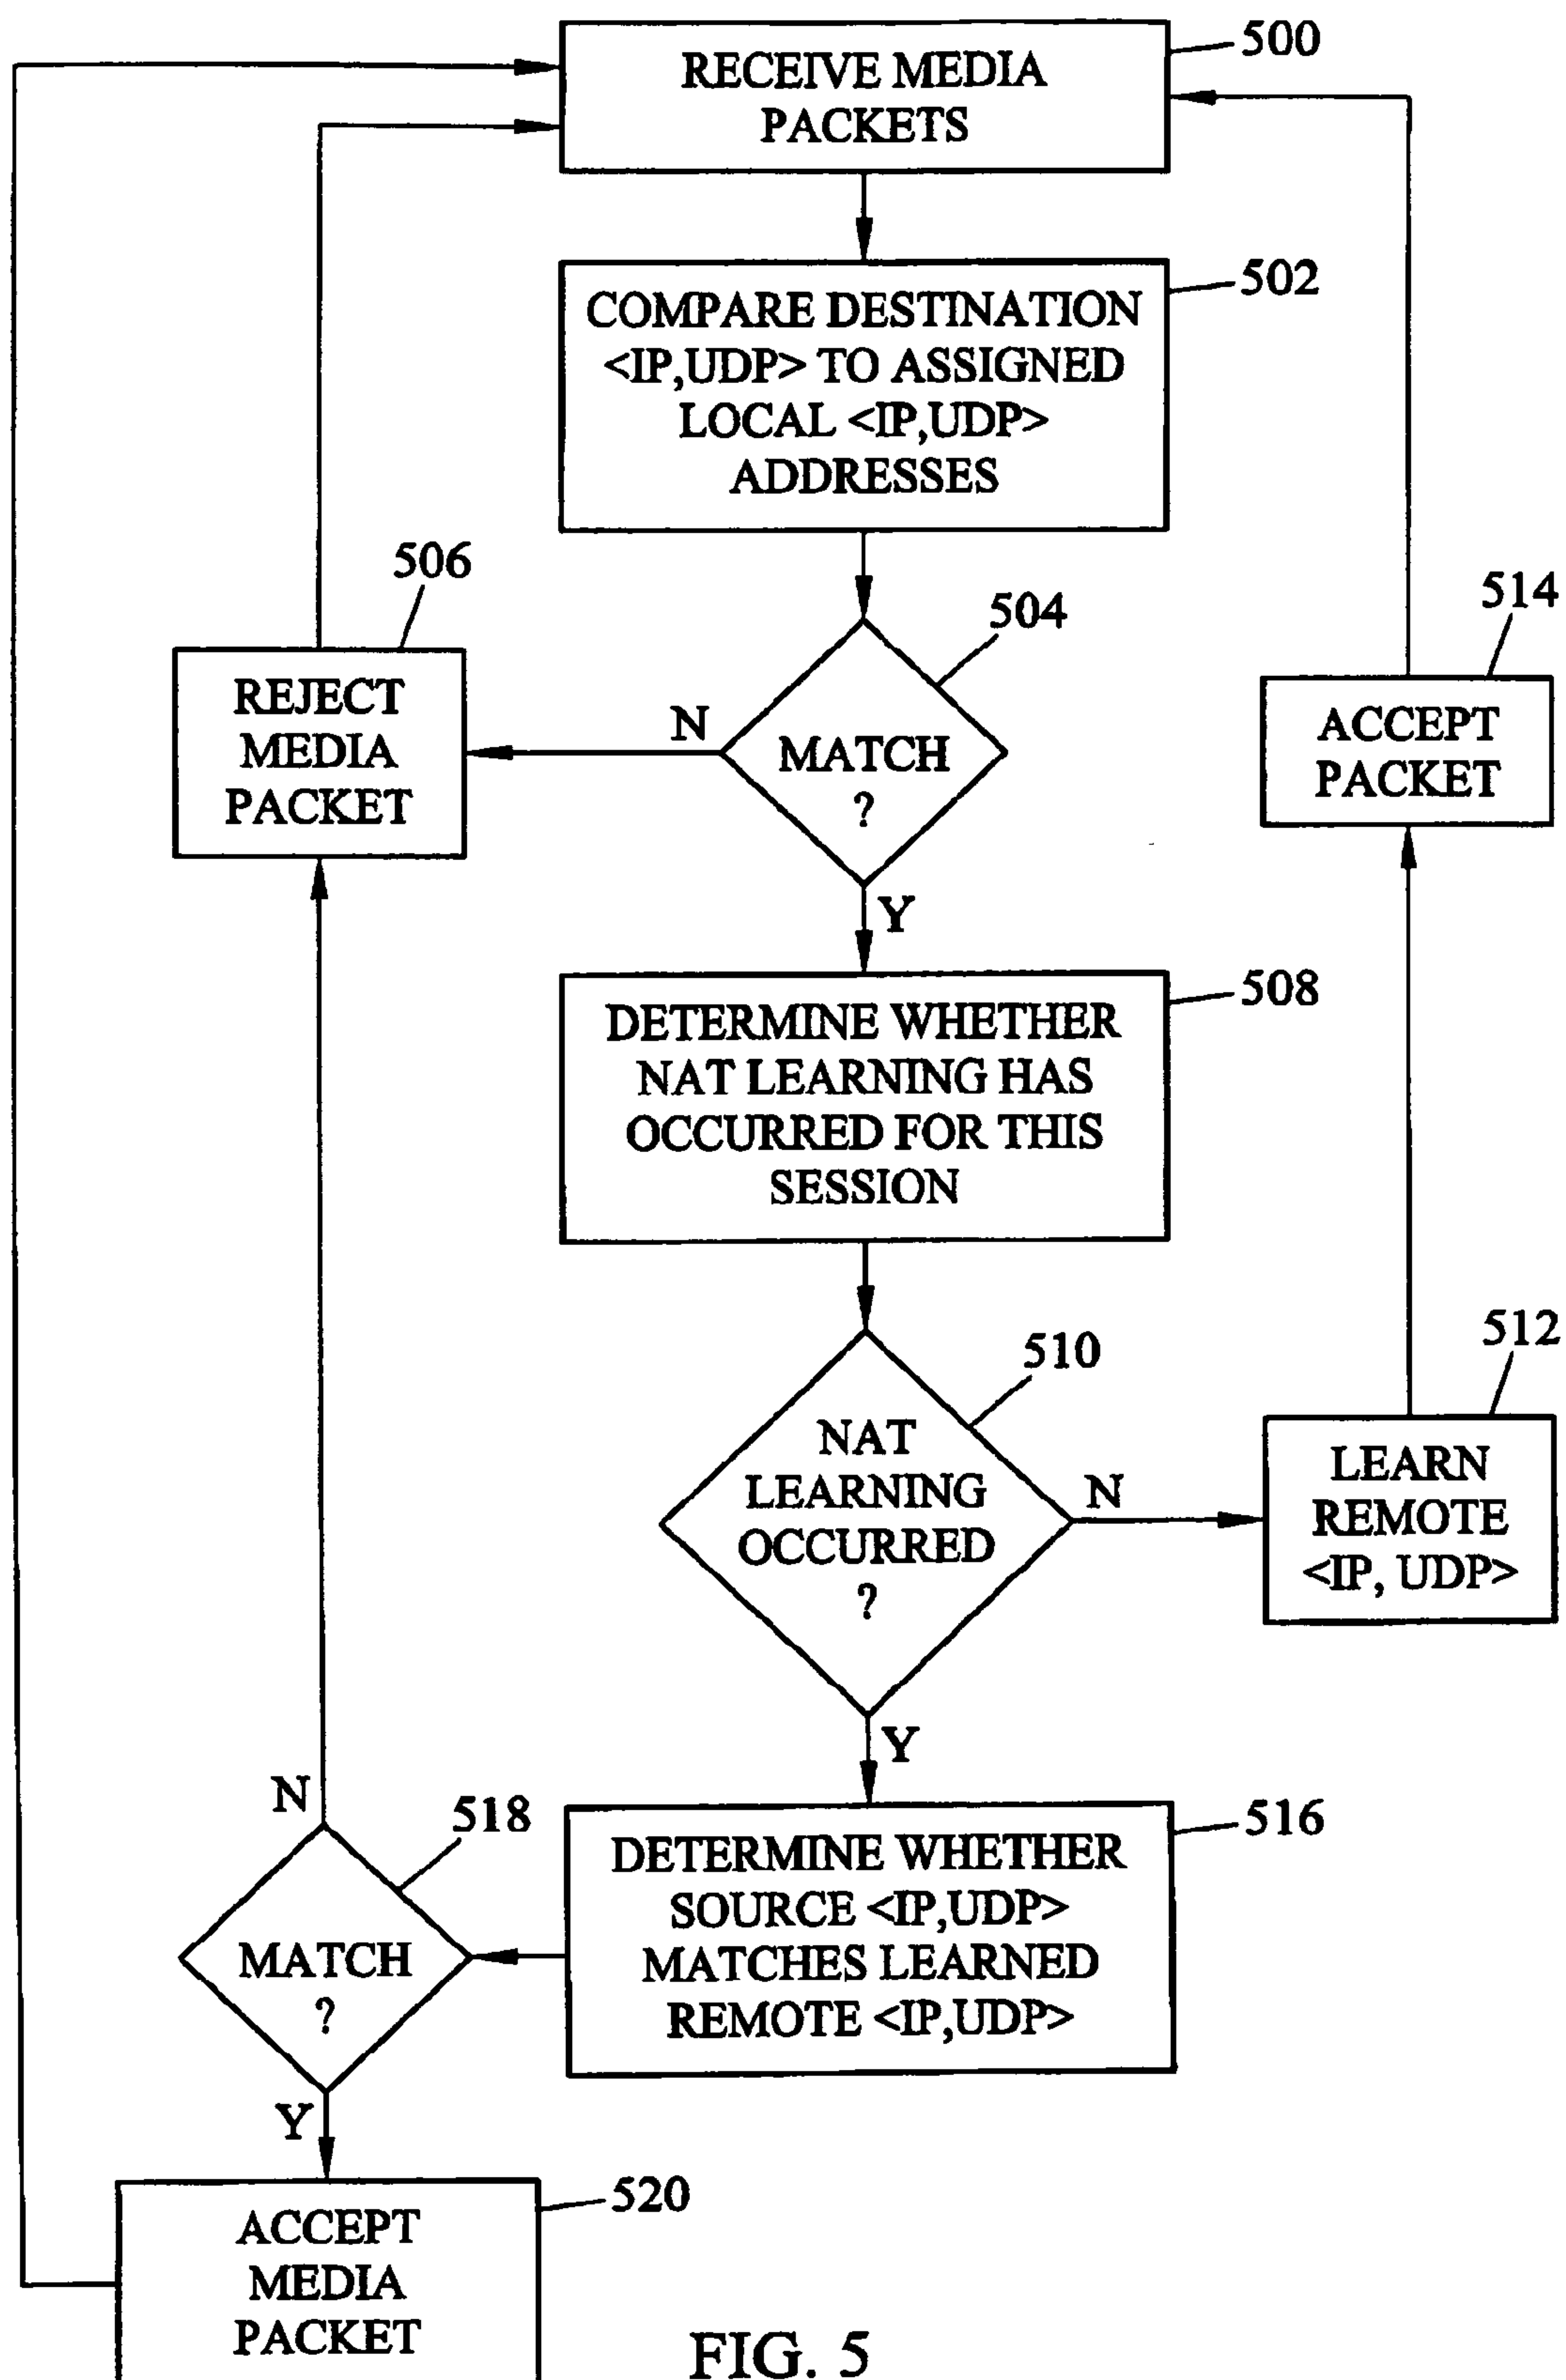 500
RECEIVE MEDIA
PACKETS
502
COMPARE DESTINATION
<IP,UDP> TO ASSIGNED
LOCAL <IP,UDP>
ADDRESSES
506
REJECT
MEDIA
PACKET
504
N
MATCH
?
Y
514
ACCEPT
PACKET
508
DETERMINE WHETHER
NAT LEARNING HAS
OCCURRED FOR THIS
SESSION
510
NAT
LEARNING
OCCURRED
?
N
Y
512
LEARN
REMOTE
<IP, UDP>
516
DETERMINE WHETHER
SOURCE <IP,UDP>
MATCHES LEARNED
REMOTE <IP,UDP>
N
518
MATCH
?
Y
520
ACCEPT
MEDIA
PACKET
FIG. 5